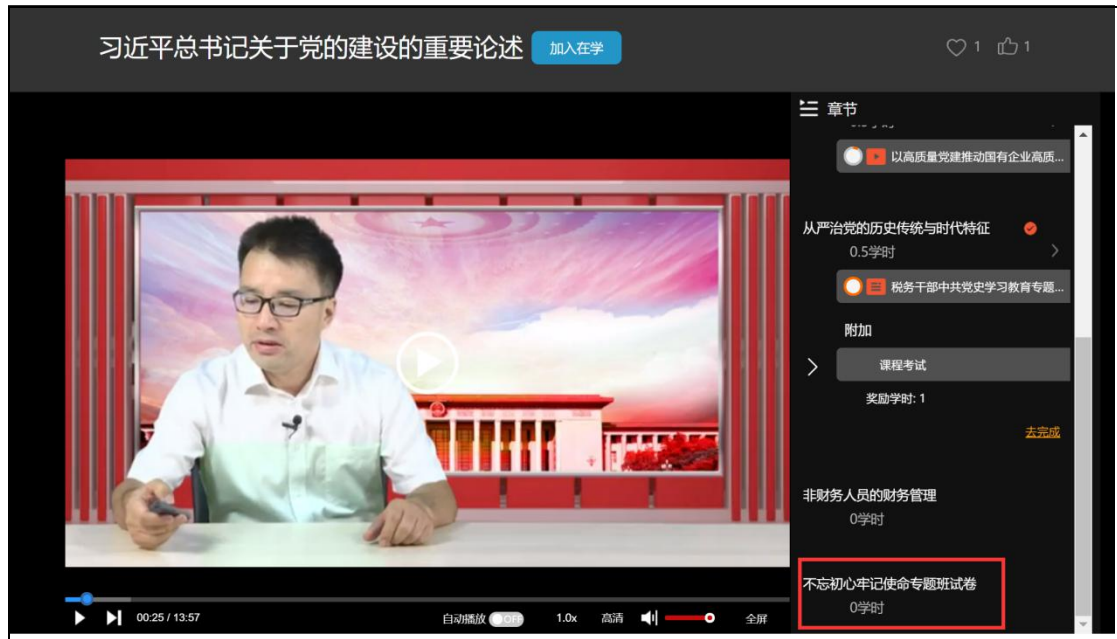 习近平总书记关于党的建设的重要论述
加入在学
1
1
章节
以高质量党建推动国有企业高质...
从严治党的历史传统与时代特征
0.5学时
税务干部中共党史学习教育专题...
附加
课程考试
奖励学时: 1
去完成
非财务人员的财务管理
0学时
不忘初心牢记使命专题班试卷
0学时
00:25 / 13:57
自动播放
OFF
1.0x
高清
全屏